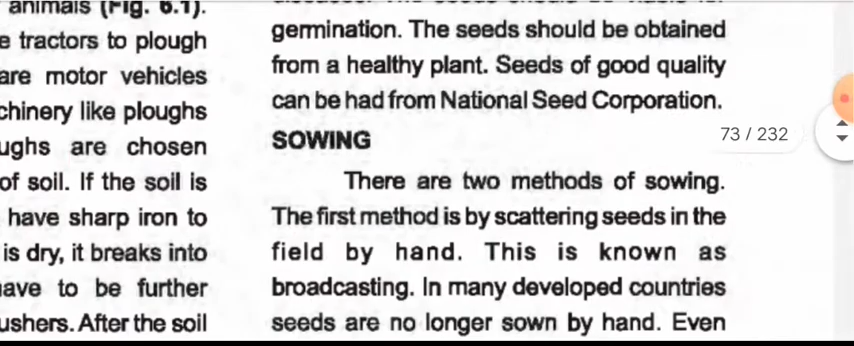 animals (Fig. 6.1).
e tractors to plough
are motor vehicles
chinery like ploughs
ughs are chosen
of soil. If the soil is
have sharp iron to
is dry, it breaks into
ave to be further
ushers. After the soil
germination. The seeds should be obtained
from a healthy plant. Seeds of good quality
can be had from National Seed Corporation.
SOWING
There are two methods of sowing.
The first method is by scattering seeds in the
field by hand. This is known as
broadcasting. In many developed countries
seeds are no longer sown by hand. Even
73 / 232